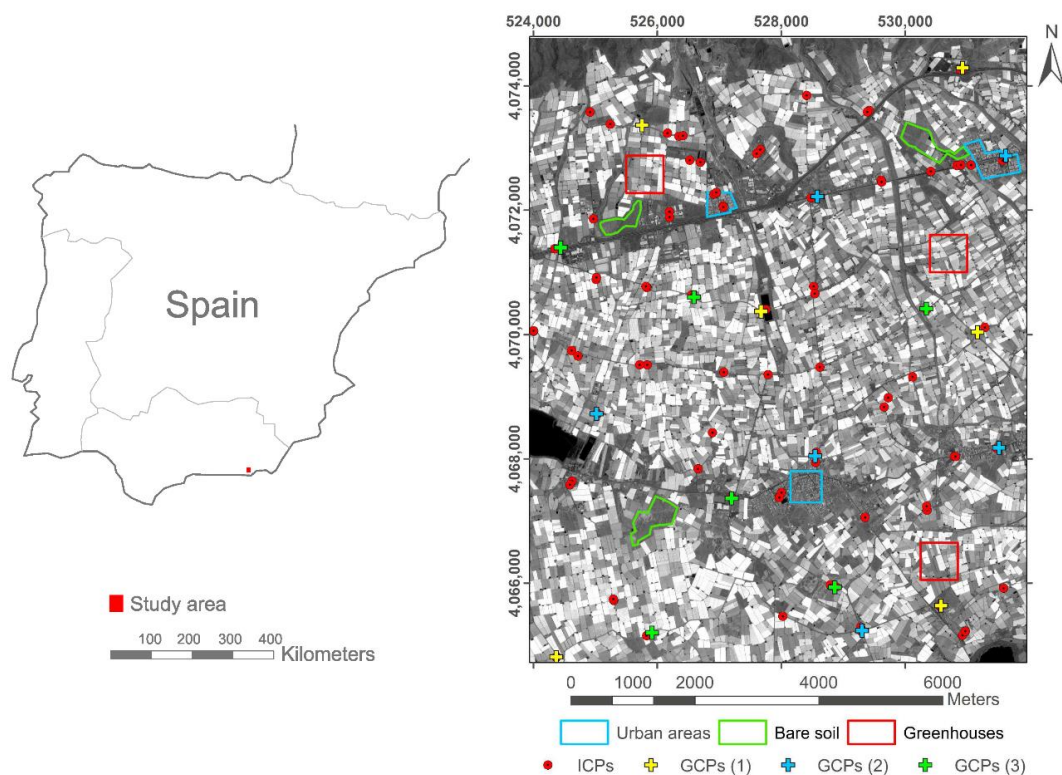 Spain
Study area
100 200 300 400
Kilometers
524,000 526,000 528,000 530,000
N
4,074,000
4,072,000
4,070,000
4,068,000
4,066,000
0 1000 2000 4000 6000
Meters
Urban areas Bare soil Greenhouses
ICPs GCPs (1) GCPs (2) GCPs (3)